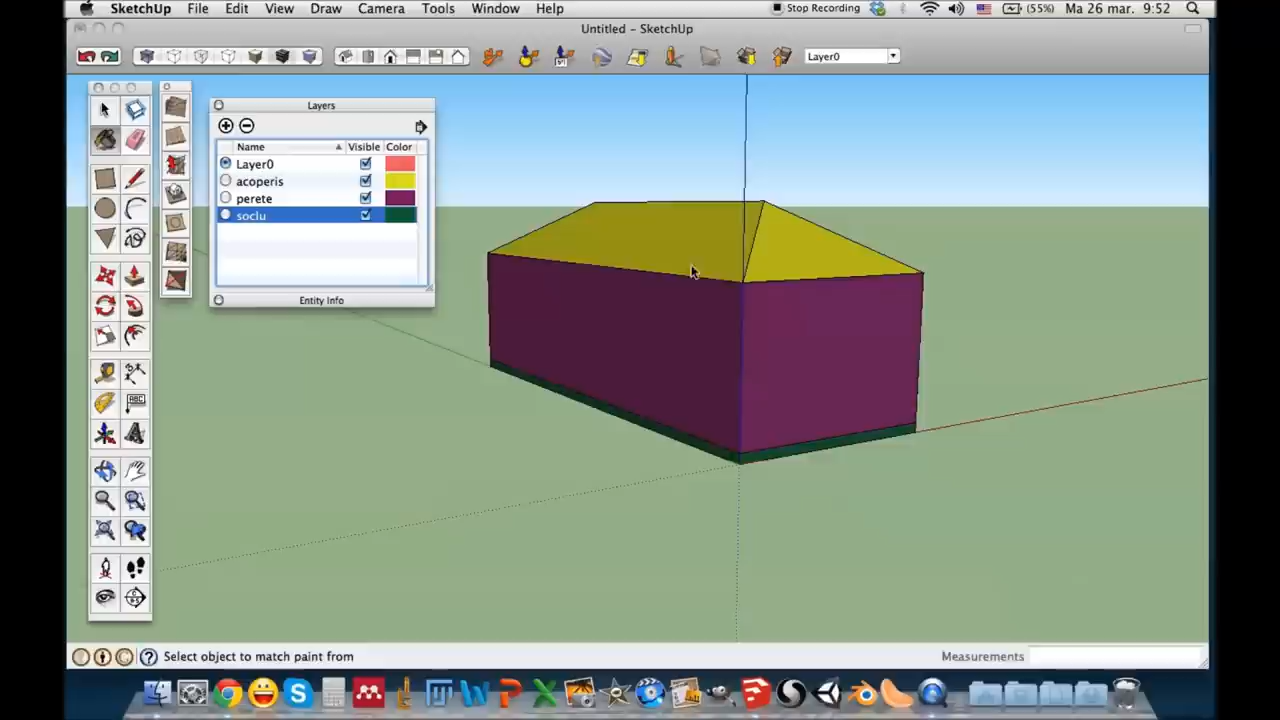 SketchUp File Edit View Draw Camera Tools Window Help Stop Recording (55%) Ma 26 mar. 9:52
Untitled - SketchUp
Layer0
Layers
Name Visible Color
Layer0
acoperis
perete
soclu
Entity Info
ABC
A
Select object to match paint from
Measurements